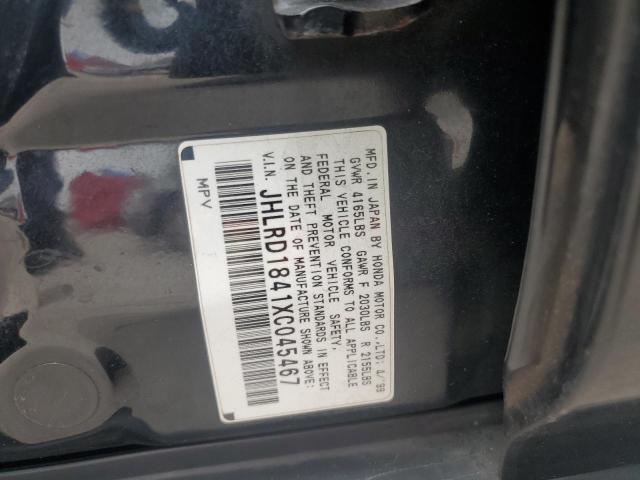 MFD. IN JAPAN BY HONDA MOTOR CO.,LTD. 4/'99
GVWR 4165LBS GAWR F 2030LBS R 2155LBS
THIS VEHICLE CONFORMS TO ALL APPLICABLE
FEDERAL MOTOR VEHICLE SAFETY,
AND THEFT PREVENTION STANDARDS IN EFFECT
ON THE DATE OF MANUFACTURE SHOWN ABOVE:
V.I.N. JHLRD1841XC045467
MPV